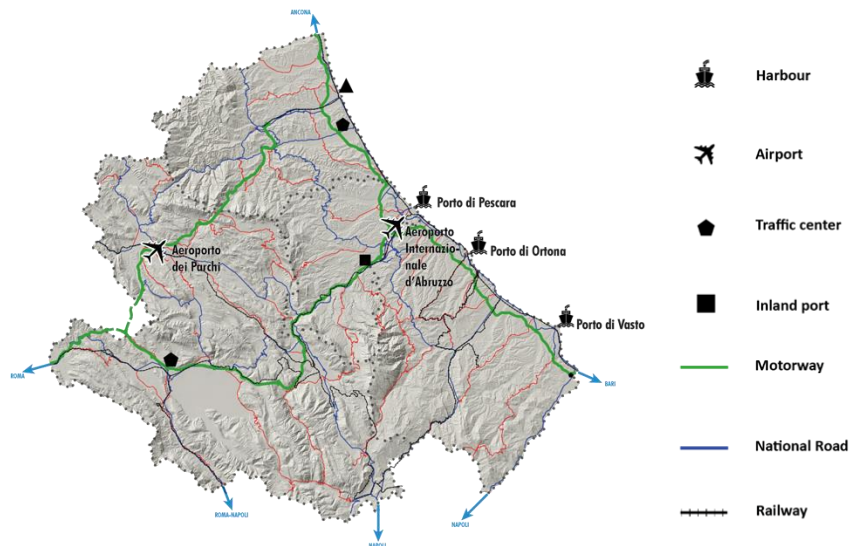 ANCONA
Porto di Pescara
Aeroporto
Internazio-
nale
d'Abruzzo
Porto di Ortona
Aeroporto
dei Parchi
Porto di Vasto
ROMA
BARI
ROMA-NAPOLI
NAPOLI
NAPOLI
Harbour
Airport
Traffic center
Inland port
Motorway
National Road
Railway